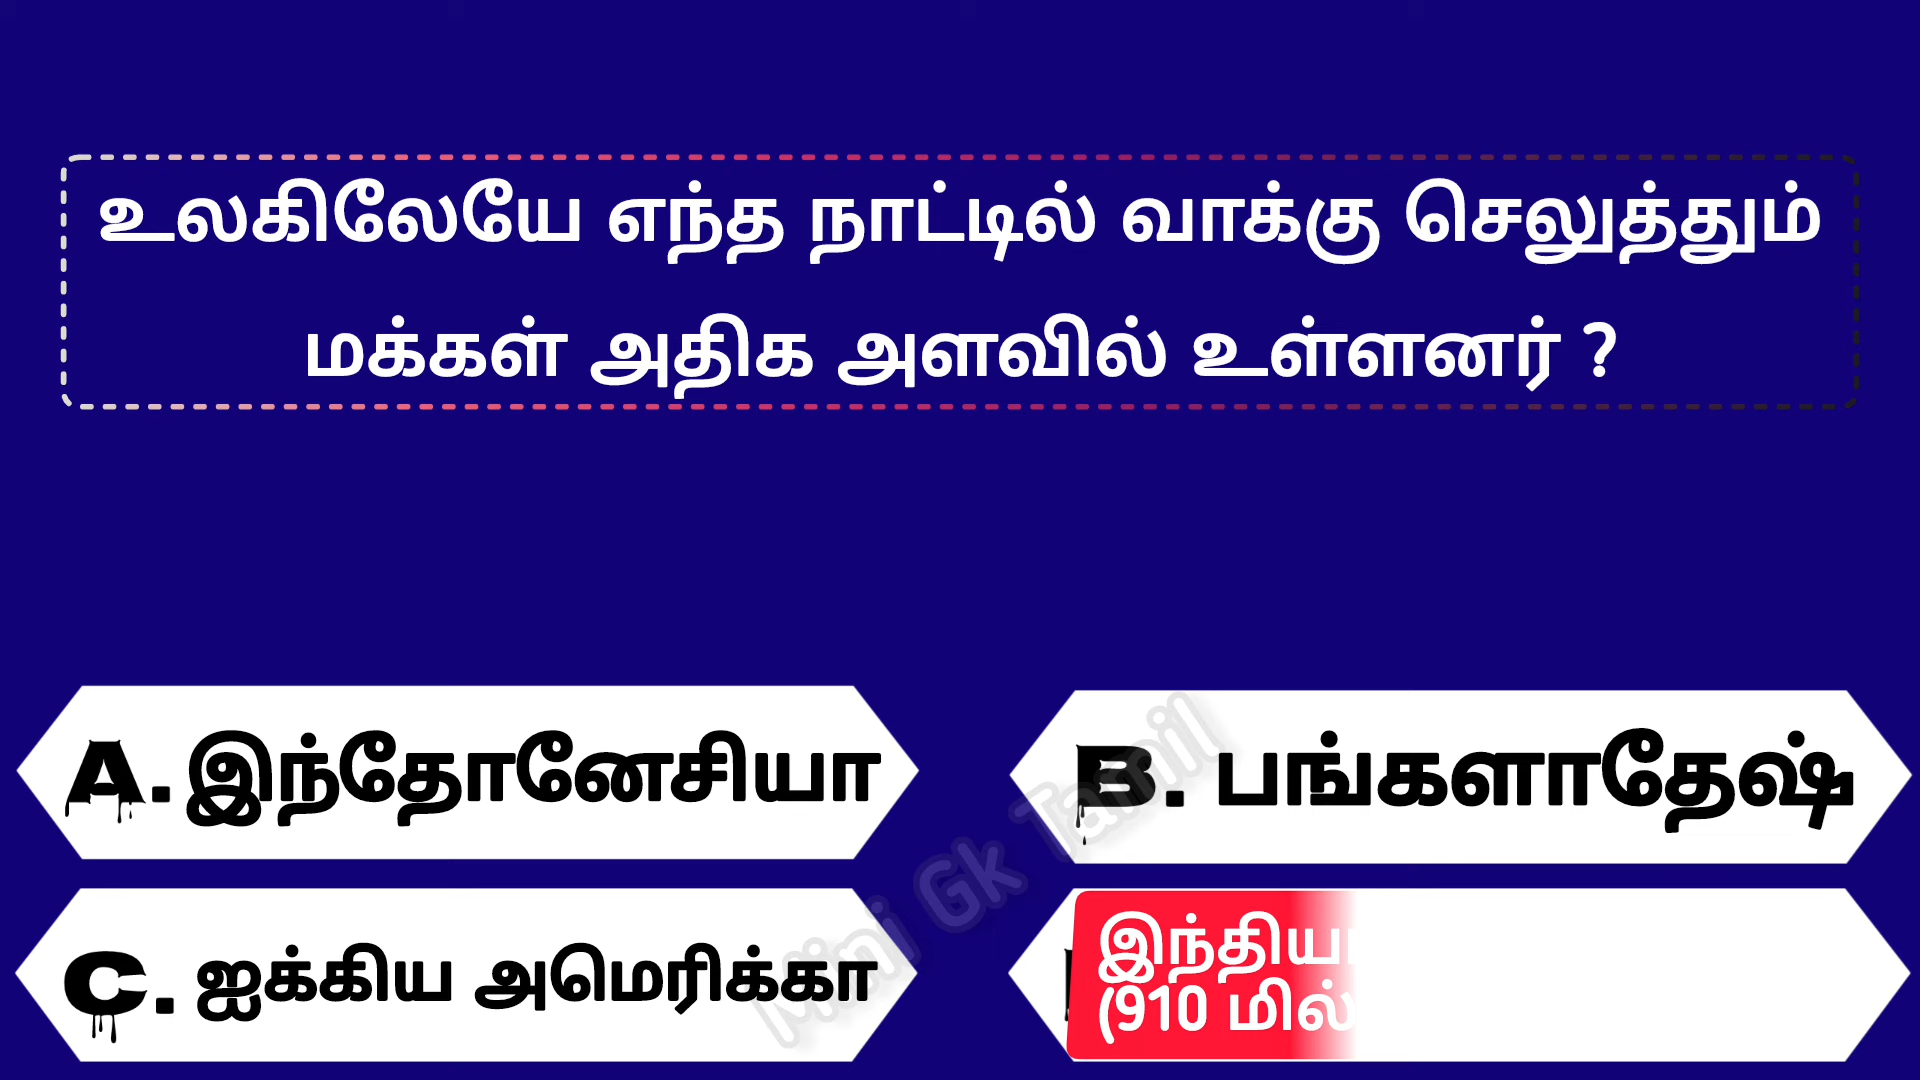 உலகிலேயே எந்த நாட்டில் வாக்கு செலுத்தும்
மக்கள் அதிக அளவில் உள்ளனர் ?
A. இந்தோனேசியா
B. பங்களாதேஷ்
C. ஐக்கிய அமெரிக்கா
இந்தியா
(910 மில்
Mini Gk Tamil